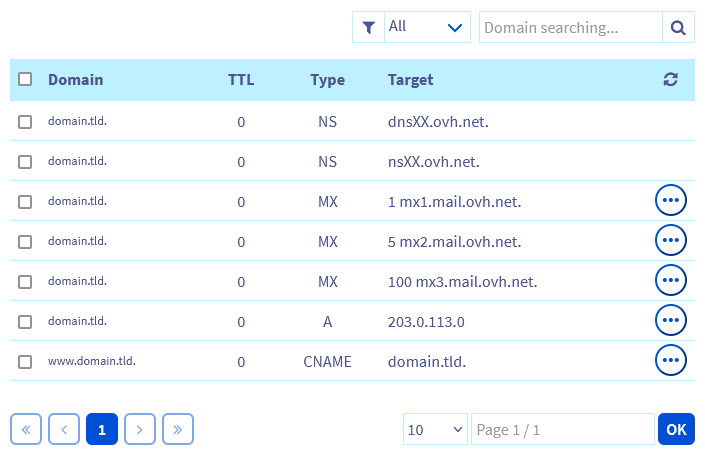 All Domain searching...
Domain TTL Type Target
domain.tld. 0 NS dnsXX.ovh.net.
domain.tld. 0 NS nsXX.ovh.net.
domain.tld. 0 MX 1 mx1.mail.ovh.net.
domain.tld. 0 MX 5 mx2.mail.ovh.net.
domain.tld. 0 MX 100 mx3.mail.ovh.net.
domain.tld. 0 A 203.0.113.0
www.domain.tld. 0 CNAME domain.tld.
« ‹ 1 › » 10 Page 1 / 1 OK